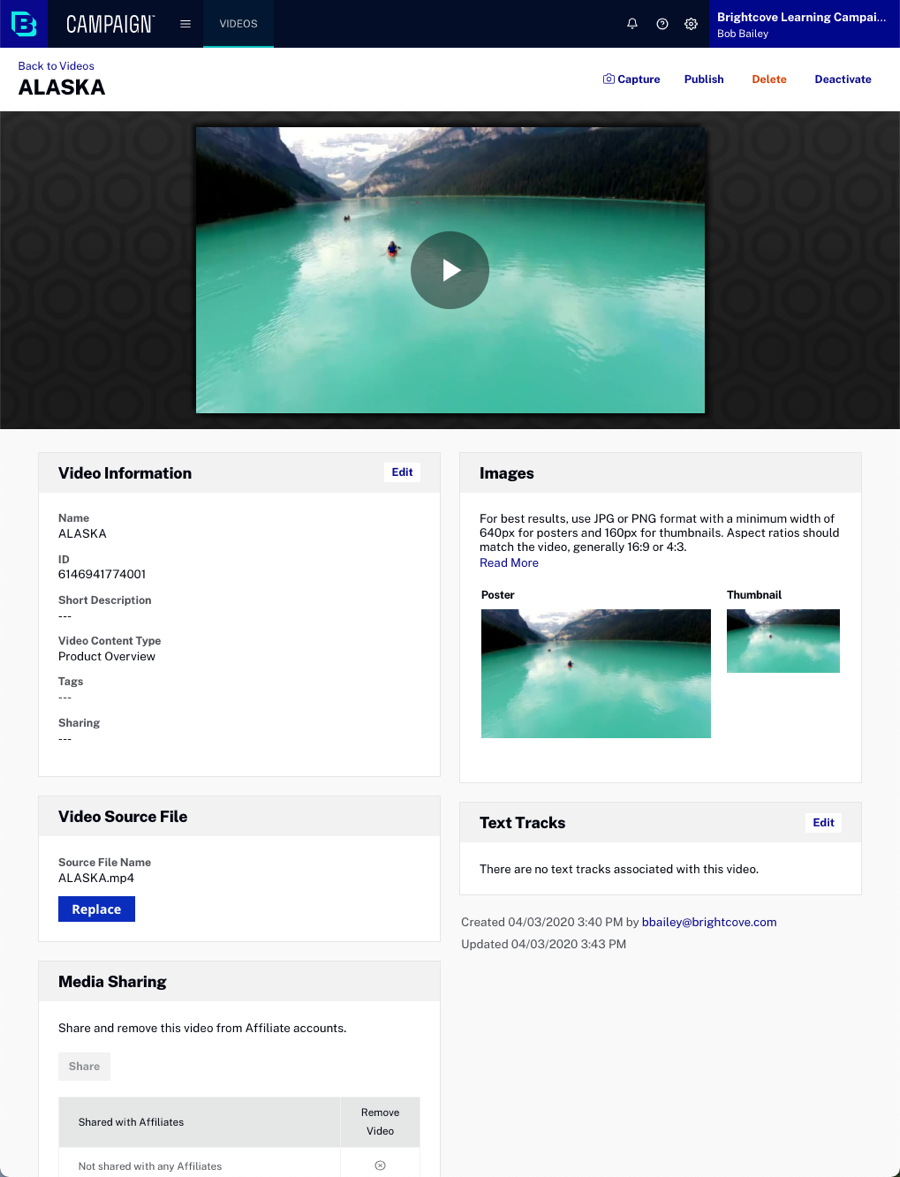 CAMPAIGN™
VIDEOS
Brightcove Learning Campai...
Bob Bailey
Back to Videos
ALASKA
Capture
Publish
Delete
Deactivate
Video Information
Edit
Name
ALASKA
ID
6146941774001
Short Description
---
Video Content Type
Product Overview
Tags
---
Sharing
---
Video Source File
Source File Name
ALASKA.mp4
Replace
Media Sharing
Share and remove this video from Affiliate accounts.
Share
Shared with Affiliates
Remove
Video
Not shared with any Affiliates
Images
For best results, use JPG or PNG format with a minimum width of
640px for posters and 160px for thumbnails. Aspect ratios should
match the video, generally 16:9 or 4:3.
Read More
Poster
Thumbnail
Text Tracks
Edit
There are no text tracks associated with this video.
Created 04/03/2020 3:40 PM by bbailey@brightcove.com
Updated 04/03/2020 3:43 PM